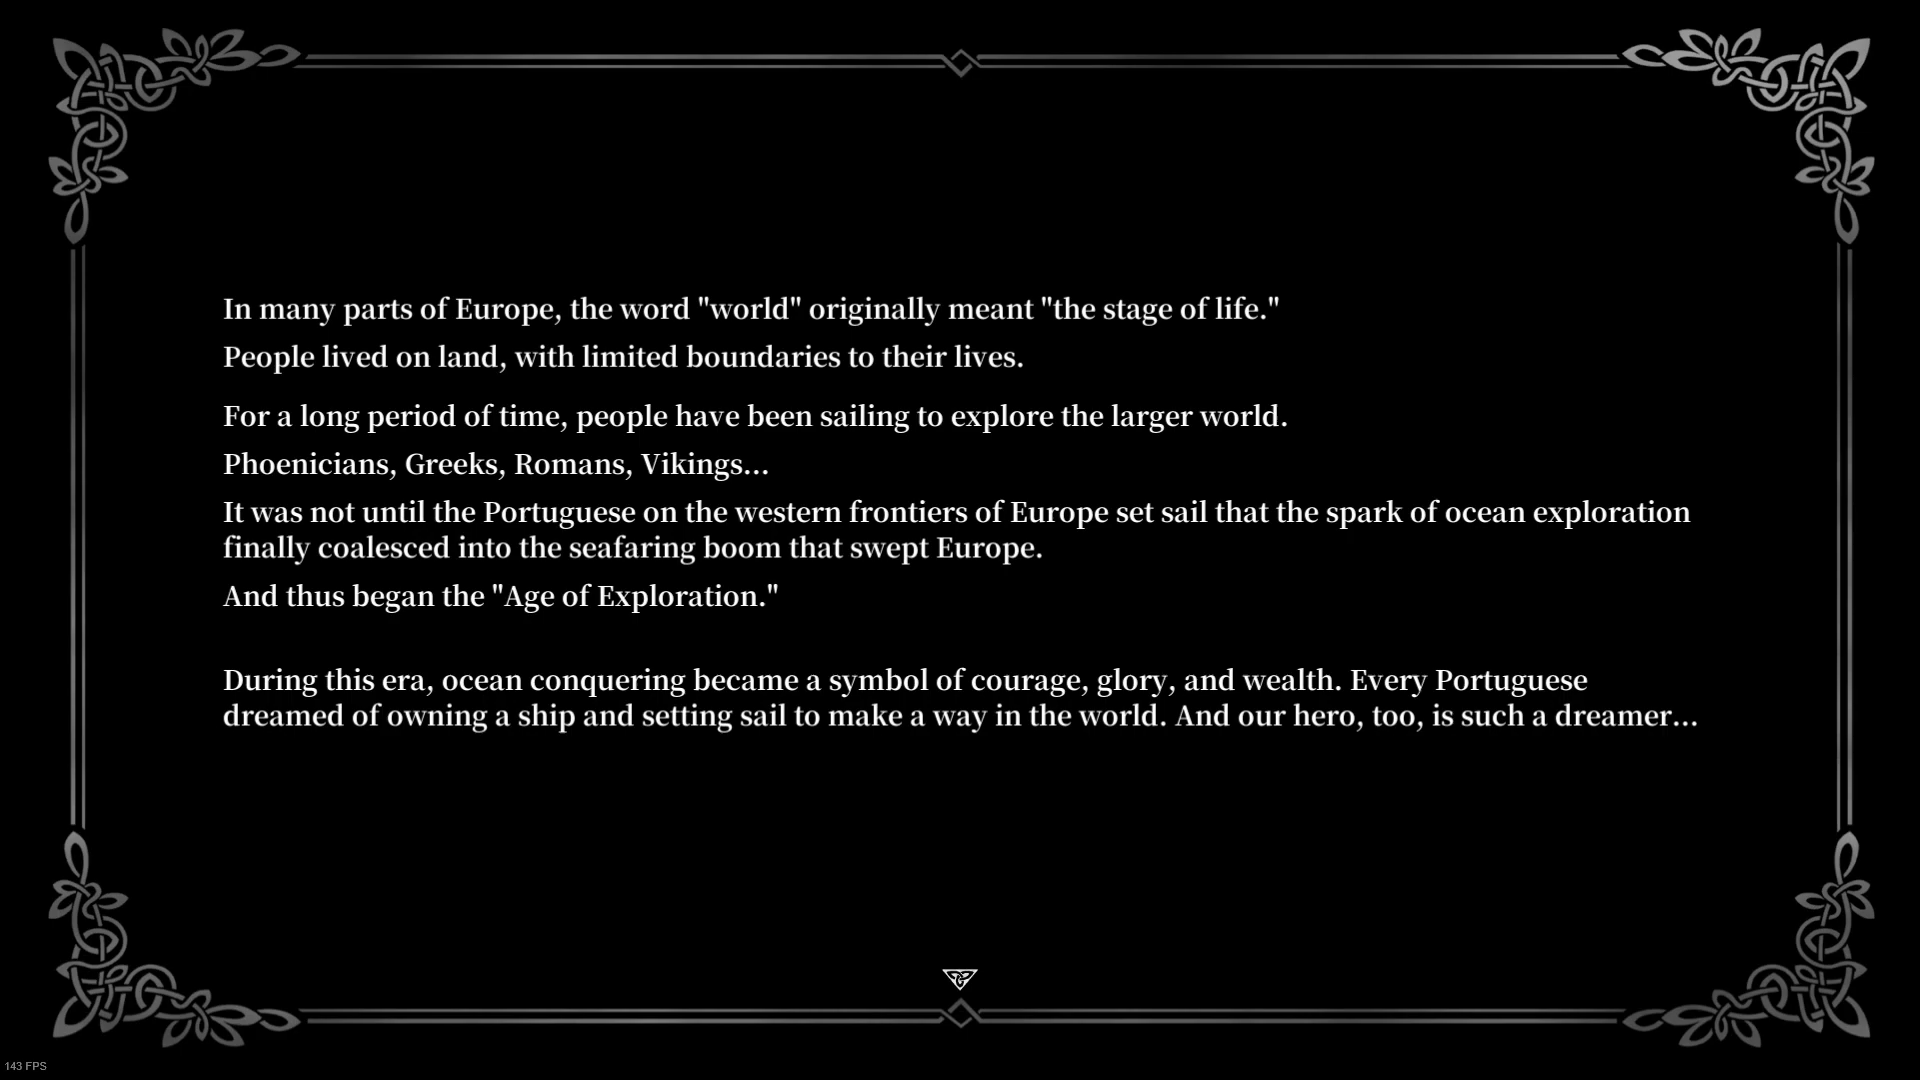 In many parts of Europe, the word "world" originally meant "the stage of life."
People lived on land, with limited boundaries to their lives.
For a long period of time, people have been sailing to explore the larger world.
Phoenicians, Greeks, Romans, Vikings...
It was not until the Portuguese on the western frontiers of Europe set sail that the spark of ocean exploration
finally coalesced into the seafaring boom that swept Europe.
And thus began the "Age of Exploration."
During this era, ocean conquering became a symbol of courage, glory, and wealth. Every Portuguese
dreamed of owning a ship and setting sail to make a way in the world. And our hero, too, is such a dreamer...
143 FPS